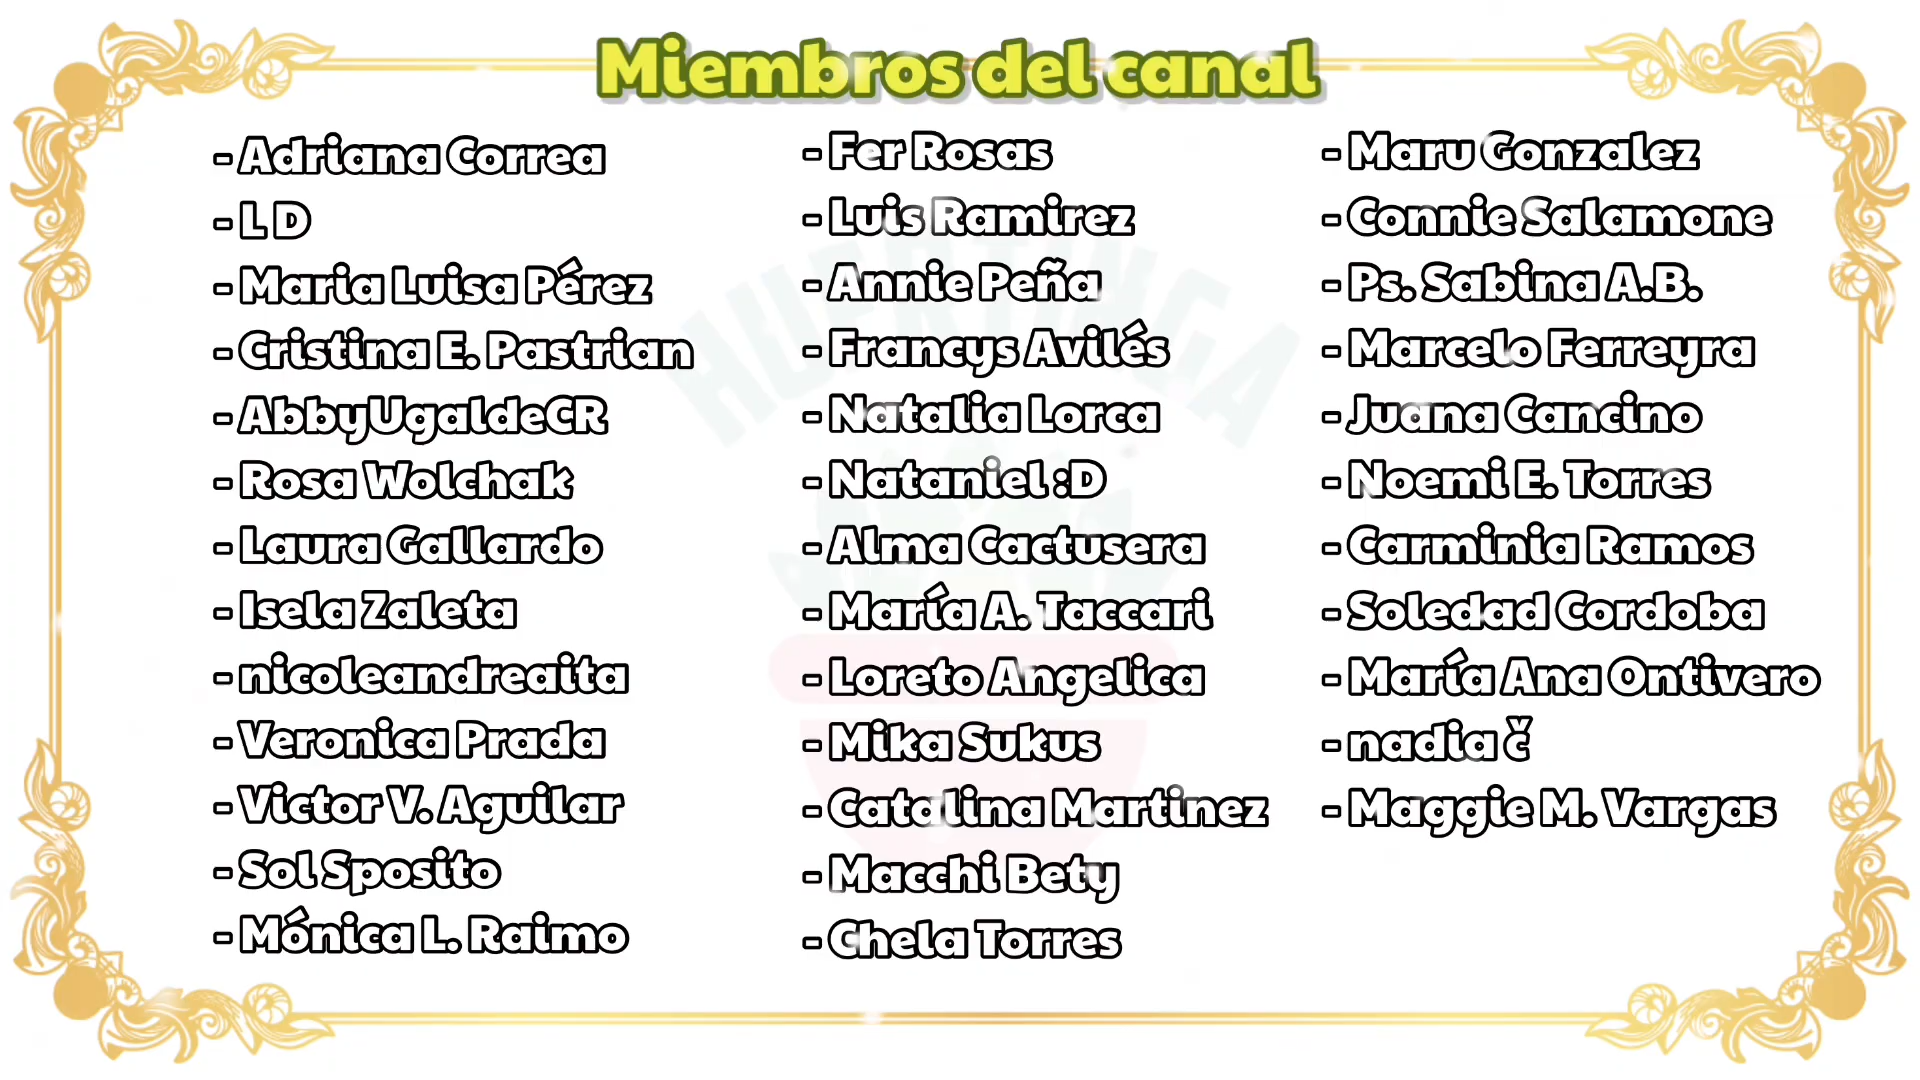 Miembros del canal
- Adriana Correa
- L D
- Maria Luisa Pérez
- Cristina E. Pastrian
- AbbyUgaldeCR
- Rosa Wolchak
- Laura Gallardo
- Isela Zaleta
- nicoleandreaita
- Veronica Prada
- Victor V. Aguilar
- Sol Sposito
- Mónica L. Raimo
- Fer Rosas
- Luis Ramirez
- Annie Peña
- Francys Avilés
- Natalia Lorca
- Nataniel :D
- Alma Cactusera
- María A. Taccari
- Loreto Angelica
- Mika Sukus
- Catalina Martinez
- Macchi Bety
- Chela Torres
- Maru Gonzalez
- Connie Salamone
- Ps. Sabina A.B.
- Marcelo Ferreyra
- Juana Cancino
- Noemi E. Torres
- Carminia Ramos
- Soledad Cordoba
- María Ana Ontivero
- nadia č
- Maggie M. Vargas
HUERTINGA